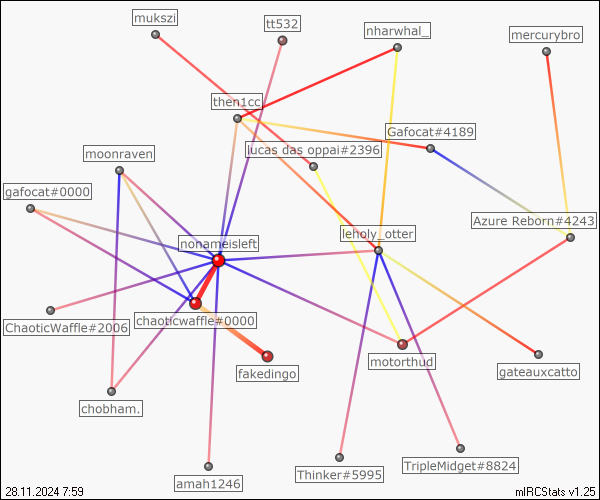 mukszi
tt532
nharwhal_
mercurybro
then1cc
Gafocat#4189
lucas das oppai#2396
moonraven
gafocat#0000
Azure Reborn#4243
leholy_otter
nonameisleft
chaoticwaffle#0000
ChaoticWaffle#2006
motorthud
fakedingo
gateauxcatto
chobham.
TripleMidget#8824
Thinker#5995
amah1246
28.11.2024 7:59
mIRCStats v1.25